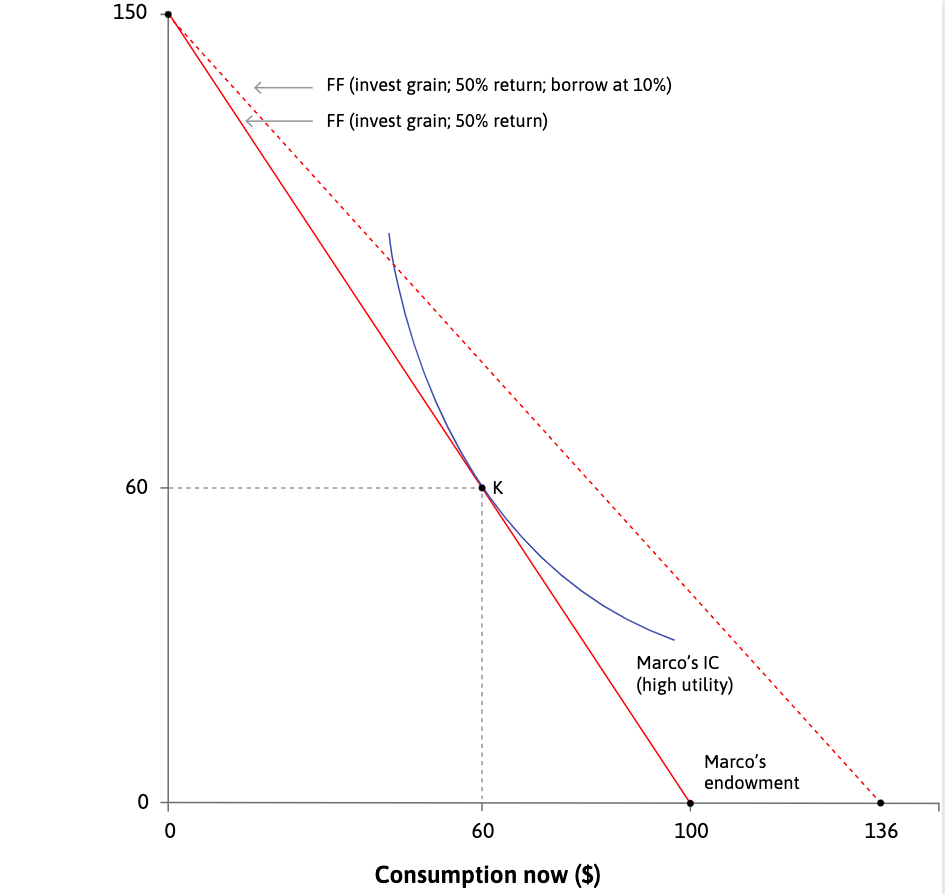 150
FF (invest grain; 50% return; borrow at 10%)
FF (invest grain; 50% return)
60
K
Marco’s IC
(high utility)
Marco’s
endowment
0
0
60
100
136
Consumption now ($)